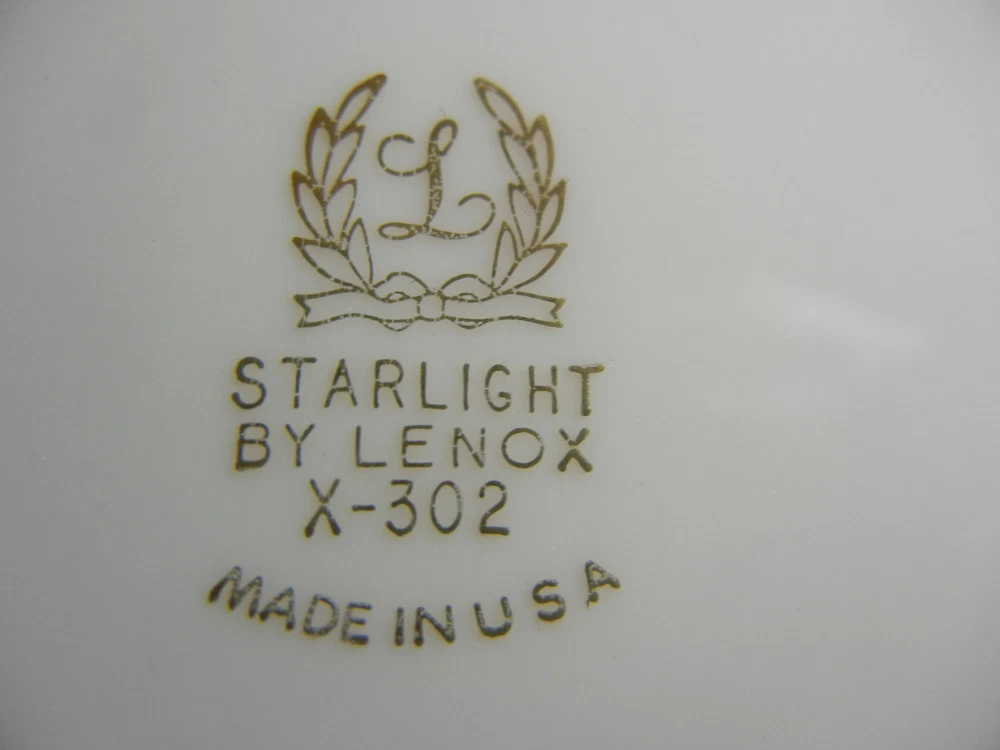 L
STARLIGHT
BY LENOX
X-302
MADE IN USA